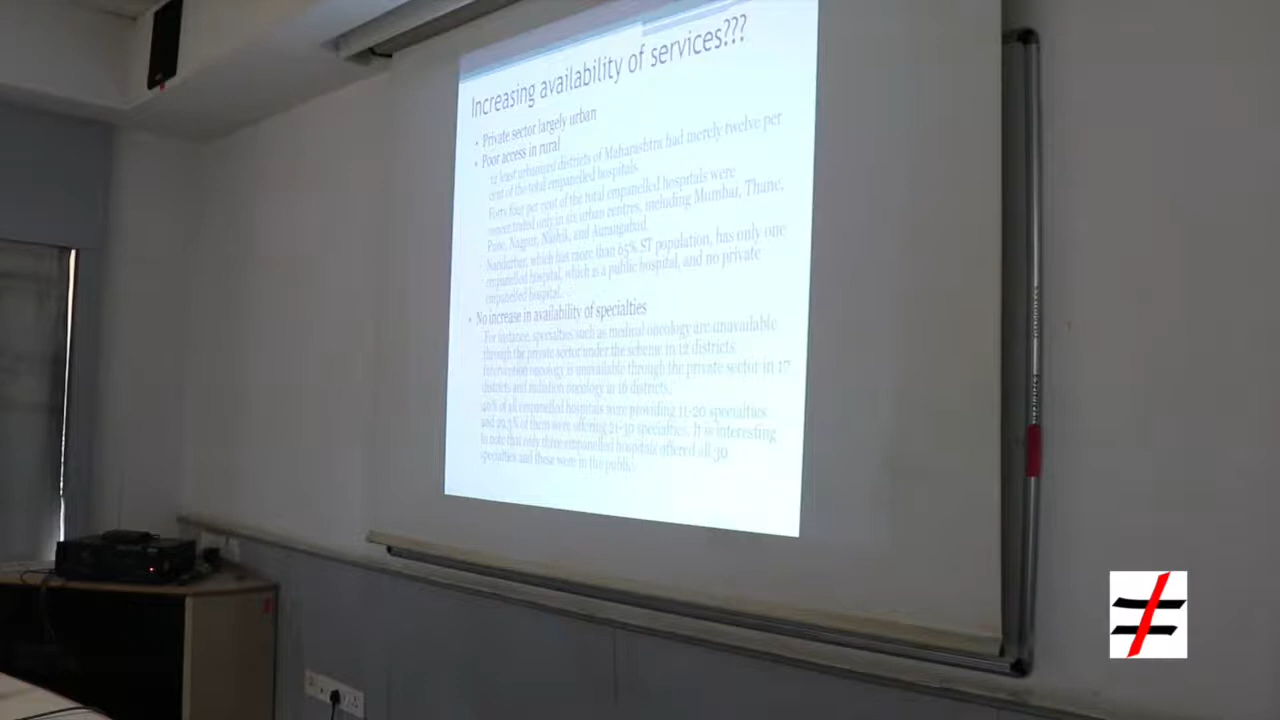 Increasing availability of services???
• Private sector largely urban
• Poor access in rural
12 least urbanized districts of Maharashtra had merely twelve per
cent of the total empanelled hospitals.
Forty four per cent of the total empanelled hospitals were
concentrated only in six urban centres, including Mumbai, Thane,
Pune, Nagpur, Nashik, and Aurangabad.
Nandurbar, which has more than 65% ST population, has only one
empanelled hospital, which is a public hospital, and no private
empanelled hospital.
• No increase in availability of specialties
For instance, specialties such as medical oncology are unavailable
through the private sector under the scheme in 12 districts.
Intervention oncology is unavailable through the private sector in 17
districts and radiation oncology in 16 districts.
40% of all empanelled hospitals were providing 11-20 specialties
and 20.3% of them were offering 21-30 specialties. It is interesting
to note that only three empanelled hospitals offered all 30
specialties and these were in the public.